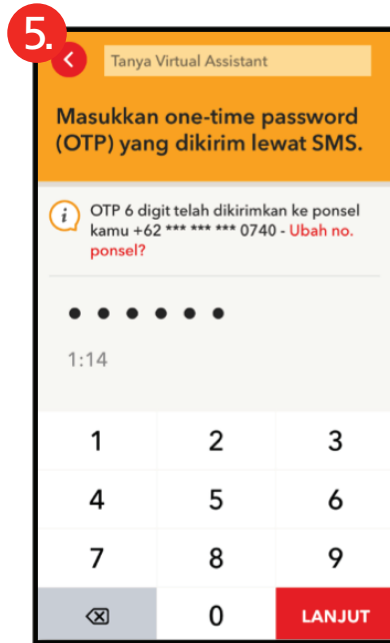 5.
Tanya Virtual Assistant
Masukkan one-time password
(OTP) yang dikirim lewat SMS.
i OTP 6 digit telah dikirimkan ke ponsel
kamu +62 *** *** *** 0740 - Ubah no.
ponsel?
1:14
1 2 3
4 5 6
7 8 9
0 LANJUT